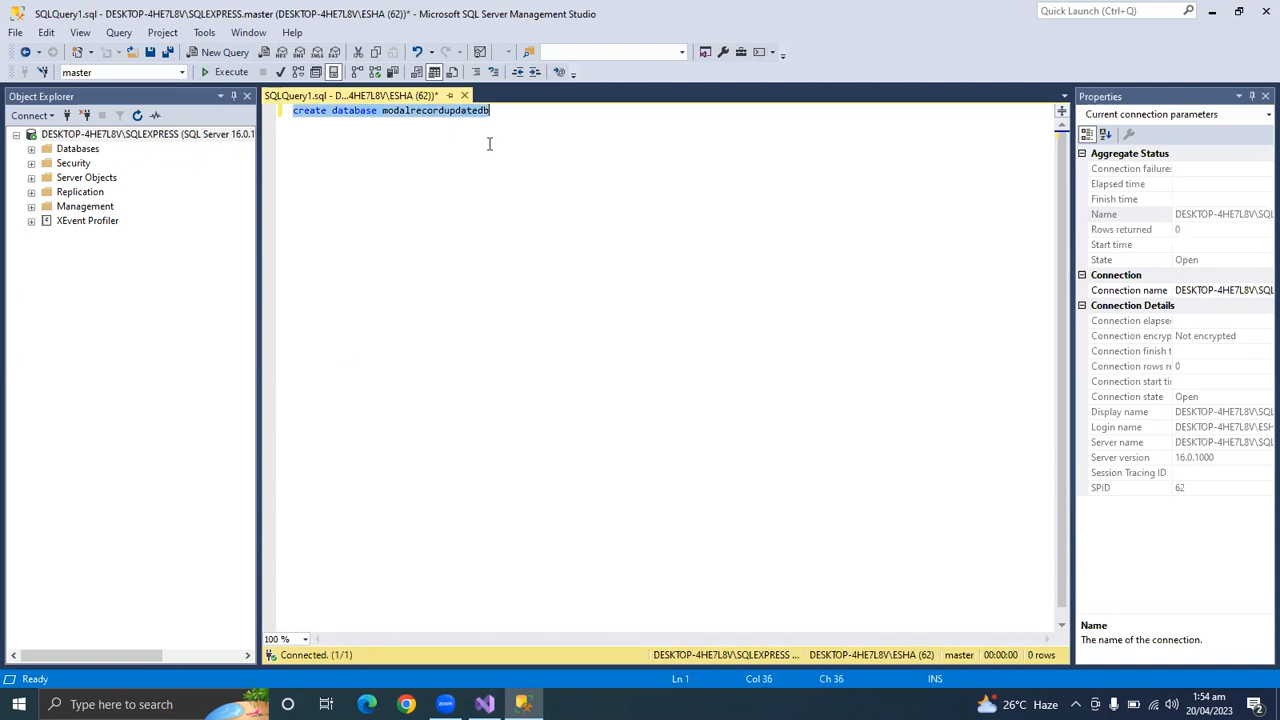 SQLQuery1.sql - DESKTOP-4HE7L8V\SQLEXPRESS.master (DESKTOP-4HE7L8V\ESHA (62))* - Microsoft SQL Server Management Studio
Quick Launch (Ctrl+Q)
File Edit View Query Project Tools Window Help
New Query
MDX DMX XMLA DAX
master
Execute
Object Explorer
SQLQuery1.sql - D...4HE7L8V\ESHA (62))*
Properties
Connect
create database modalrecordupdatedb
Current connection parameters
DESKTOP-4HE7L8V\SQLEXPRESS (SQL Server 16.0.1
Databases
Security
Server Objects
Replication
Management
XEvent Profiler
Aggregate Status
Connection failures
Elapsed time
Finish time
Name DESKTOP-4HE7L8V\SQL
Rows returned 0
Start time
State Open
Connection
Connection name DESKTOP-4HE7L8V\SQL
Connection Details
Connection elapse
Connection encryp Not encrypted
Connection finish t
Connection rows re 0
Connection start ti
Connection state Open
Display name DESKTOP-4HE7L8V\SQL
Login name DESKTOP-4HE7L8V\ESH
Server name DESKTOP-4HE7L8V\SQL
Server version 16.0.1000
Session Tracing ID
SPID 62
Name
The name of the connection.
100 %
Connected. (1/1)
DESKTOP-4HE7L8V\SQLEXPRESS ... DESKTOP-4HE7L8V\ESHA (62) master 00:00:00 0 rows
Ready
Ln 1 Col 36 Ch 36 INS
Type here to search
zoom
26°C Haze
1:54 am
20/04/2023
2